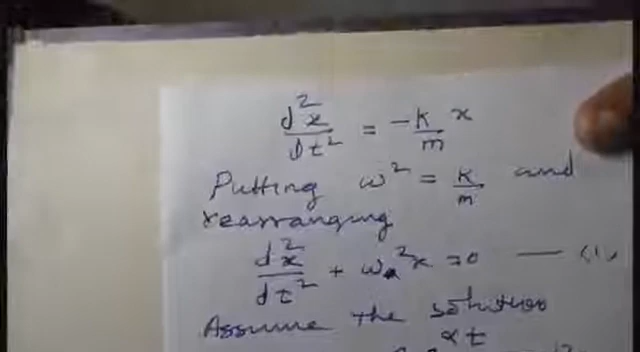 d²x/dt² = -k/m x
Putting ω² = k/m and
rearranging
d²x/dt² + ω²x = 0 — (1)
Assume the solution
αt